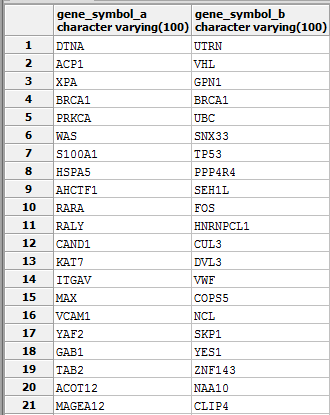 gene_symbol_a gene_symbol_b
character varying(100) character varying(100)
1 DTNA UTRN
2 ACP1 VHL
3 XPA GPN1
4 BRCA1 BRCA1
5 PRKCA UBC
6 WAS SNX33
7 S100A1 TP53
8 HSPA5 PPP4R4
9 AHCTF1 SEH1L
10 RARA FOS
11 RALY HNRNPCL1
12 CAND1 CUL3
13 KAT7 DVL3
14 ITGAV VWF
15 MAX COPS5
16 VCAM1 NCL
17 YAF2 SKP1
18 GAB1 YES1
19 TAB2 ZNF143
20 ACOT12 NAA10
21 MAGEA12 CLIP4